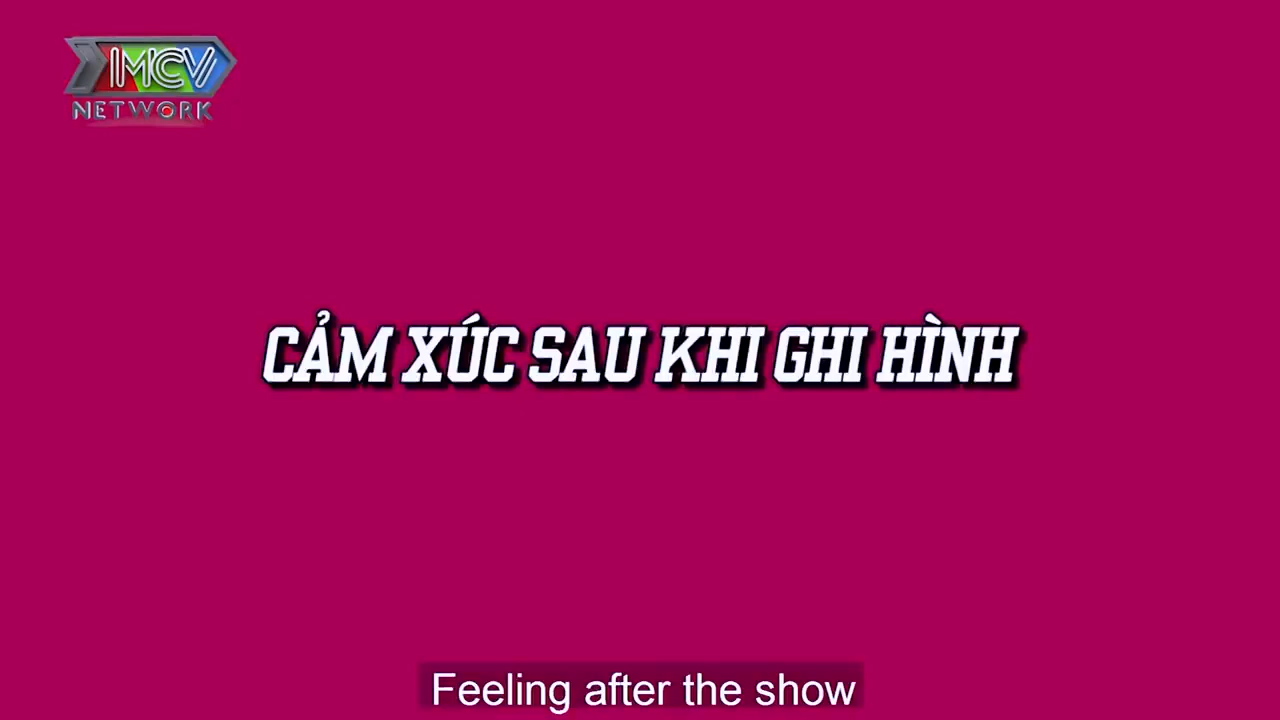 MCV
NETWORK
CẢM XÚC SAU KHI GHI HÌNH
Feeling after the show